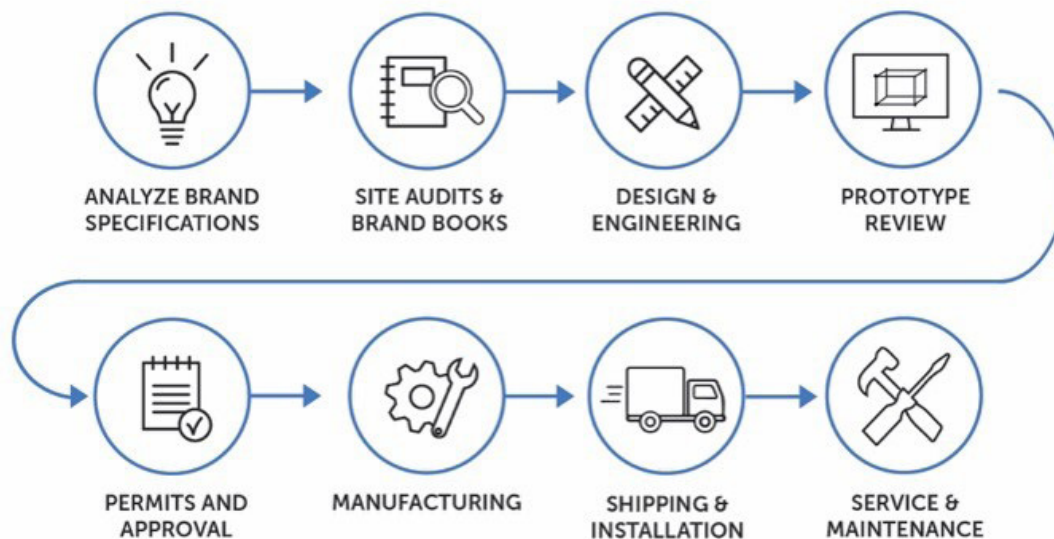 ANALYZE BRAND
SPECIFICATIONS
SITE AUDITS &
BRAND BOOKS
DESIGN &
ENGINEERING
PROTOTYPE
REVIEW
PERMITS AND
APPROVAL
MANUFACTURING
SHIPPING &
INSTALLATION
SERVICE &
MAINTENANCE